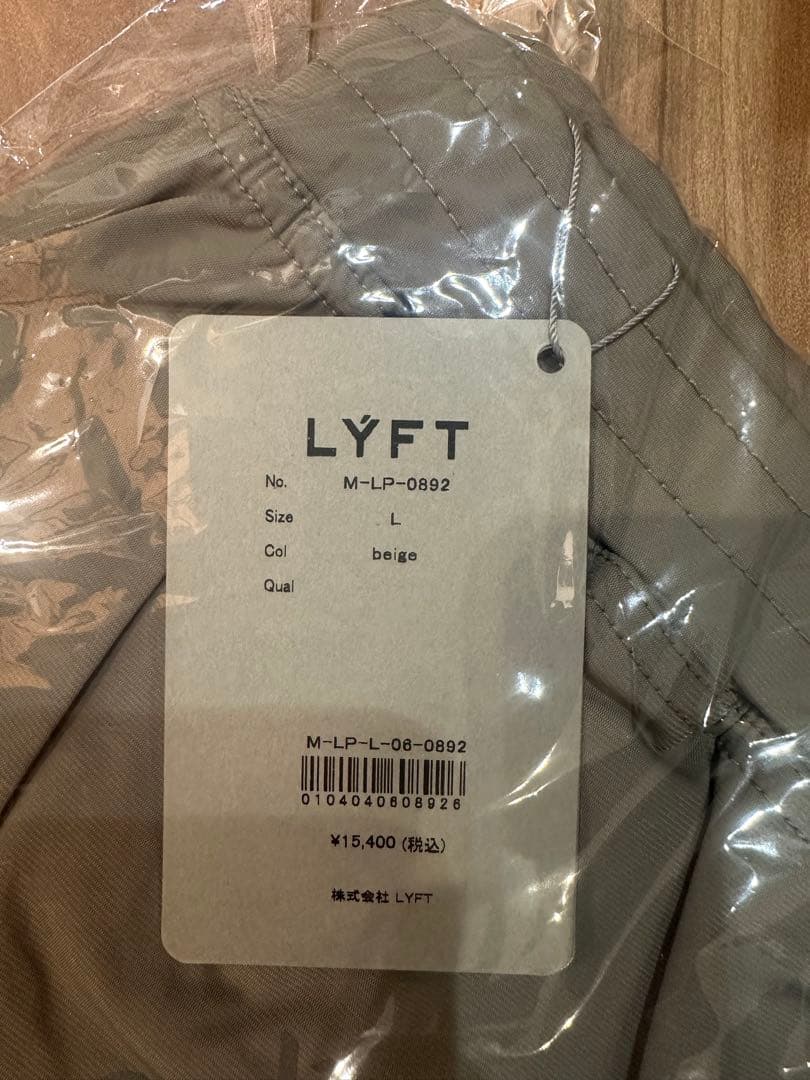 LÝFT
No. M-LP-0892
Size L
Col beige
Qual
M-LP-L-06-0892
0104040608926
¥15,400 (税込)
株式会社 LYFT